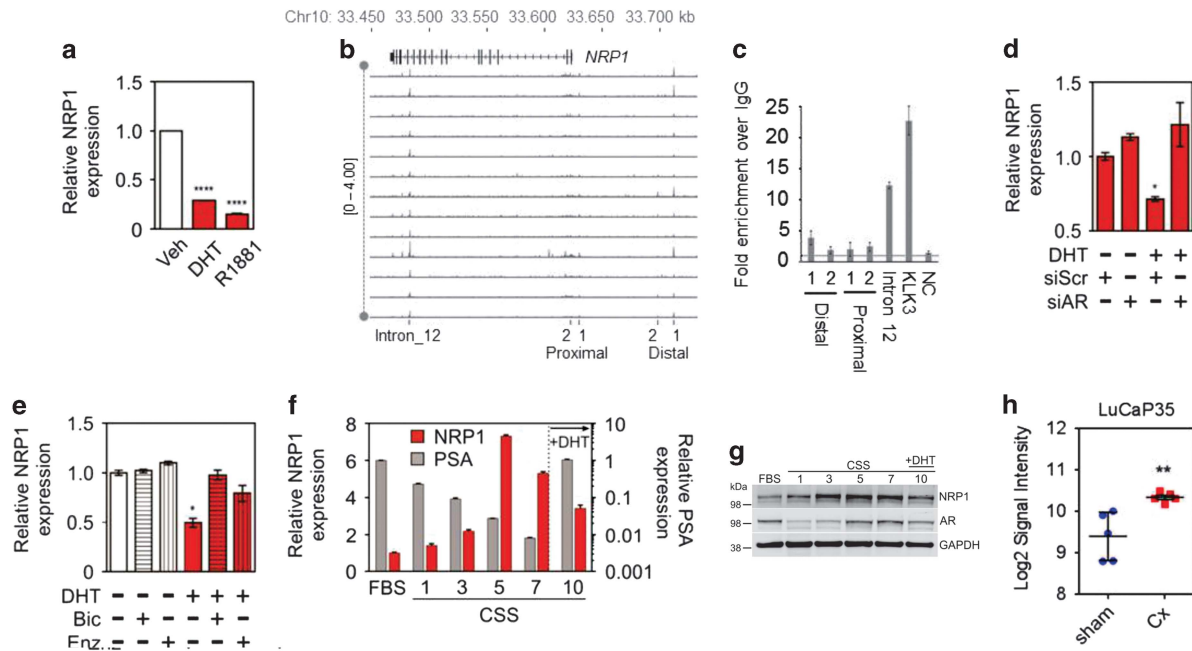 Chr10: 33.450 33.500 33.550 33.600 33.650 33.700 kb
a
Relative NRP1
expression
1.5
1.0
0.5
0
****
****
Veh
DHT
R1881
b
NRP1
[0 – 4.00]
Intron_12
2 1
Proximal
2 1
Distal
c
Fold enrichment over IgG
25
20
15
10
5
0
1 2 1 2 Intron 12 KLK3 NC
Distal
Proximal
d
Relative NRP1
expression
1.5
1.0
0.5
*
DHT – – + +
siScr + – + –
siAR – + – +
e
Relative NRP1
expression
1.5
1.0
0.5
0
*
DHT – – – + + +
Bic – + – – + –
Enz – – + – – +
f
Relative NRP1
expression
8
6
4
2
0
NRP1
PSA
+DHT
10
1
0.1
0.01
0.001
Relative PSA
expression
FBS 1 3 5 7 10
CSS
g
+DHT
CSS
FBS 1 3 5 7 10
kDa
98
NRP1
98
AR
38
GAPDH
h
LuCaP35
Log2 Signal Intensity
12
11
10
9
8
**
sham
Cx